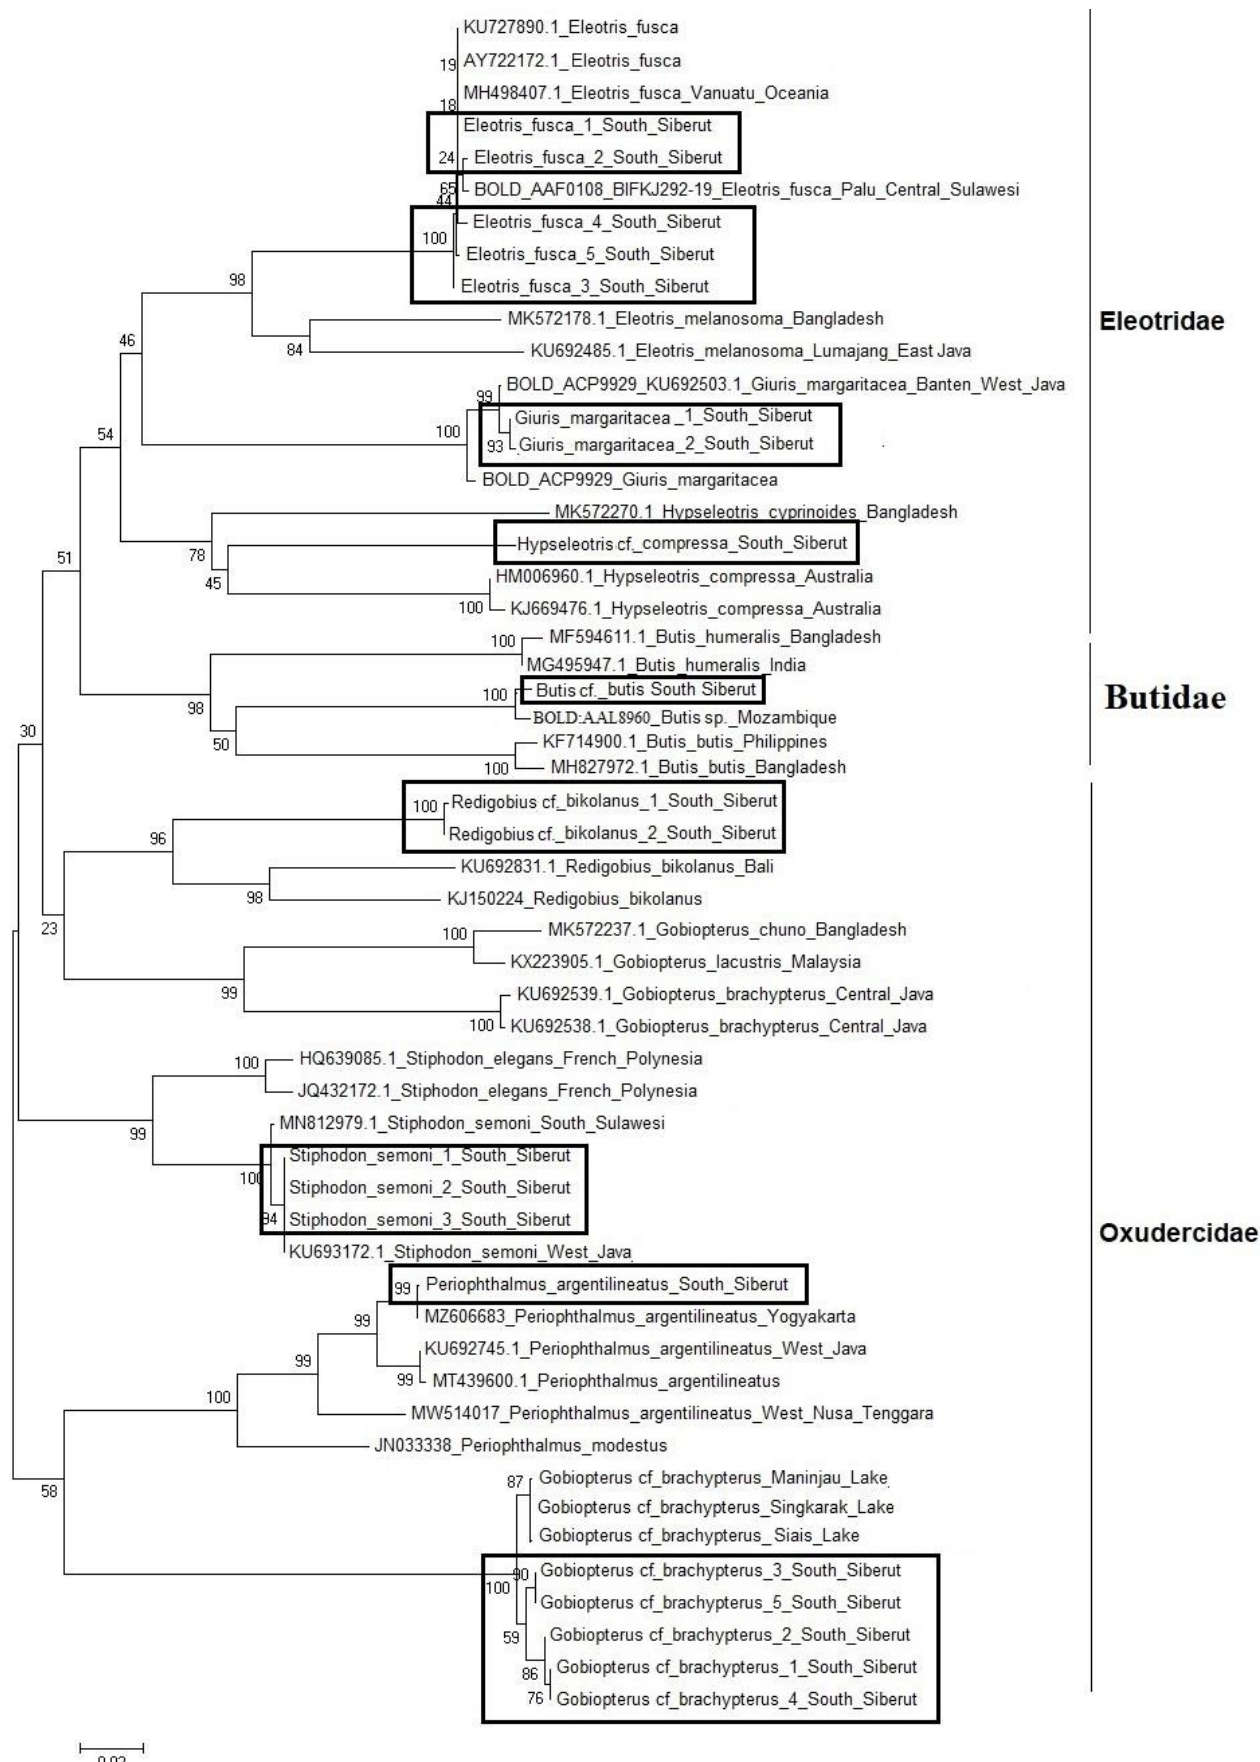 KU727890.1_Eleotris_fusca
19
AY722172.1_Eleotris_fusca
MH498407.1_Eleotris_fusca_Vanuatu_Oceania
18
Eleotris_fusca_1_South_Siberut
24
Eleotris_fusca_2_South_Siberut
65
BOLD_AAF0108_BIFKJ292-19_Eleotris_fusca_Palu_Central_Sulawesi
44
Eleotris_fusca_4_South_Siberut
100
Eleotris_fusca_5_South_Siberut
98
Eleotris_fusca_3_South_Siberut
MK572178.1_Eleotris_melanosoma_Bangladesh
Eleotridae
46
84
KU692485.1_Eleotris_melanosoma_Lumajang_East Java
BOLD_ACP9929_KU692503.1_Giuris_margaritacea_Banten_West_Java
99
Giuris_margaritacea _1_South_Siberut
54
100
93
Giuris_margaritacea_2_South_Siberut
BOLD_ACP9929_Giuris_margaritacea
MK572270.1_Hypseleotris_cyprinoides_Bangladesh
Hypseleotris cf._compressa_South_Siberut
51
78
45
HM006960.1_Hypseleotris_compressa_Australia
100
KJ669476.1_Hypseleotris_compressa_Australia
100
MF594611.1_Butis_humeralis_Bangladesh
MG495947.1_Butis_humeralis_India
100
Butis cf._butis South Siberut
Butidae
98
BOLD:AAL8960_Butis sp._Mozambique
30
50
KF714900.1_Butis_butis_Philippines
100
MH827972.1_Butis_butis_Bangladesh
100
Redigobius cf._bikolanus_1_South_Siberut
96
Redigobius cf._bikolanus_2_South_Siberut
KU692831.1_Redigobius_bikolanus_Bali
98
KJ150224_Redigobius_bikolanus
23
100
MK572237.1_Gobiopterus_chuno_Bangladesh
KX223905.1_Gobiopterus_lacustris_Malaysia
99
KU692539.1_Gobiopterus_brachypterus_Central_Java
100
KU692538.1_Gobiopterus_brachypterus_Central_Java
100
HQ639085.1_Stiphodon_elegans_French_Polynesia
JQ432172.1_Stiphodon_elegans_French_Polynesia
99
MN812979.1_Stiphodon_semoni_South_Sulawesi
Stiphodon_semoni_1_South_Siberut
100
Stiphodon_semoni_2_South_Siberut
94
Stiphodon_semoni_3_South_Siberut
Oxudercidae
KU693172.1_Stiphodon_semoni_West_Java
99
Periophthalmus_argentilineatus_South_Siberut
99
MZ606683_Periophthalmus_argentilineatus_Yogyakarta
KU692745.1_Periophthalmus_argentilineatus_West_Java
99
99
MT439600.1_Periophthalmus_argentilineatus
100
MW514017_Periophthalmus_argentilineatus_West_Nusa_Tenggara
JN033338_Periophthalmus_modestus
58
87
Gobiopterus cf_brachypterus_Maninjau_Lake
Gobiopterus cf_brachypterus_Singkarak_Lake
Gobiopterus cf_brachypterus_Siais_Lake
90
Gobiopterus cf_brachypterus_3_South_Siberut
100
Gobiopterus cf_brachypterus_5_South_Siberut
59
Gobiopterus cf_brachypterus_2_South_Siberut
86
Gobiopterus cf_brachypterus_1_South_Siberut
76
Gobiopterus cf_brachypterus_4_South_Siberut